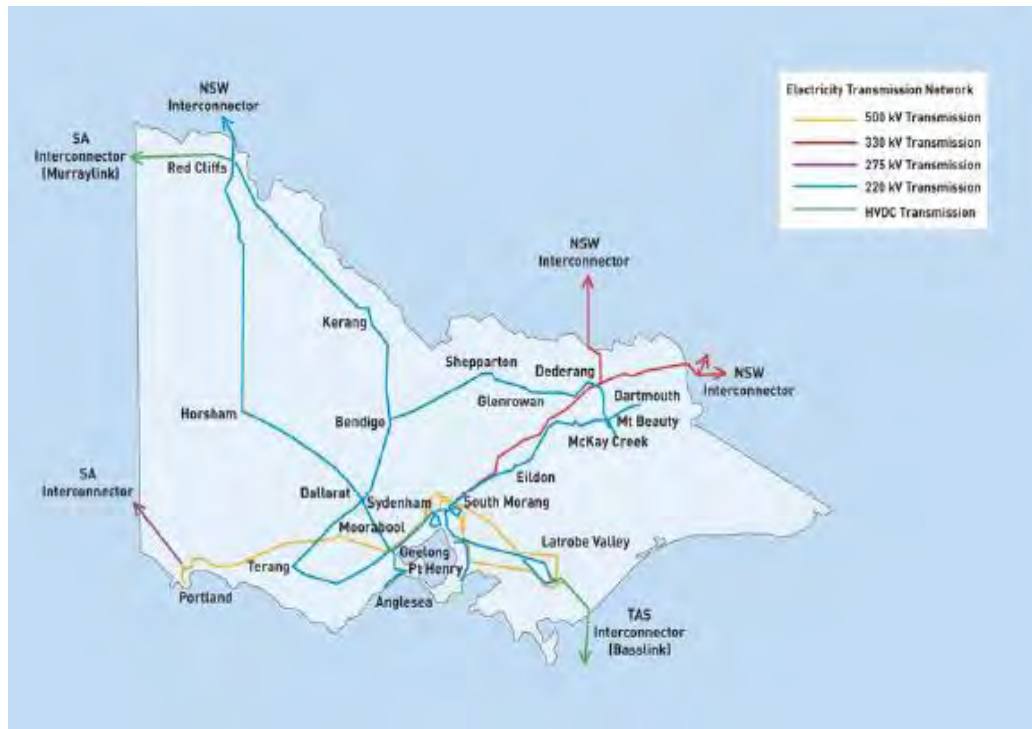 NSW
Interconnector
SA
Interconnector
(Murraylink)
Red Cliffs
Electricity Transmission Network
500 kV Transmission
330 kV Transmission
275 kV Transmission
220 kV Transmission
HVDC Transmission
NSW
Interconnector
Kerang
Shepparton
Dederang
NSW
Interconnector
Glenrowan
Dartmouth
Horsham
Bendigo
Mt Beauty
McKay Creek
SA
Interconnector
Eildon
Ballarat
Sydenham
South Morang
Moorabool
Latrobe Valley
Geelong
Terang
Pt Henry
Portland
Anglesea
TAS
Interconnector
(Basslink)